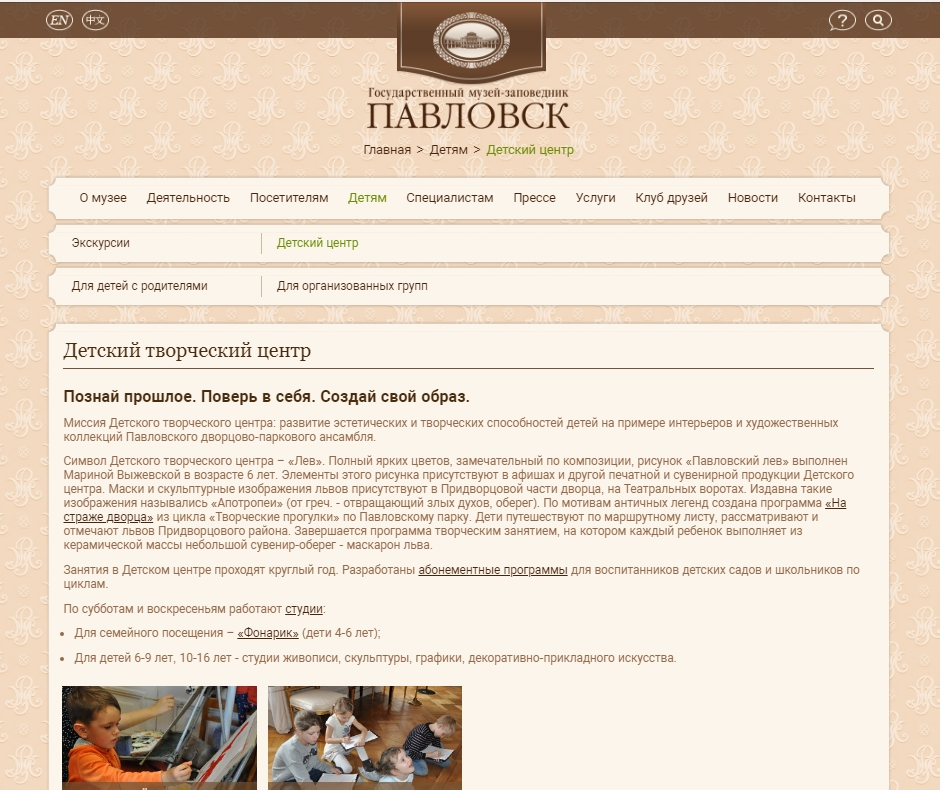 EN 中文 ?
Государственный музей-заповедник
ПАВЛОВСК
Главная > Детям > Детский центр
О музее Деятельность Посетителям Детям Специалистам Прессе Услуги Клуб друзей Новости Контакты
Экскурсии Детский центр
Для детей с родителями Для организованных групп
Детский творческий центр
Познай прошлое. Поверь в себя. Создай свой образ.
Миссия Детского творческого центра: развитие эстетических и творческих способностей детей на примере интерьеров и художественных
коллекций Павловского дворцово-паркового ансамбля.
Символ Детского творческого центра – «Лев». Полный ярких цветов, замечательный по композиции, рисунок «Павловский лев» выполнен
Мариной Выжевской в возрасте 6 лет. Элементы этого рисунка присутствуют в афишах и другой печатной и сувенирной продукции Детского
центра. Маски и скульптурные изображения львов присутствуют в Придворцовой части дворца, на Театральных воротах. Издавна такие
изображения назывались «Апотропеи» (от греч. - отвращающий злых духов, оберег). По мотивам античных легенд создана программа «На
страже дворца» из цикла «Творческие прогулки» по Павловскому парку. Дети путешествуют по маршрутному листу, рассматривают и
отмечают львов Придворцового района. Завершается программа творческим занятием, на котором каждый ребенок выполняет из
керамической массы небольшой сувенир-оберег - маскарон льва.
Занятия в Детском центре проходят круглый год. Разработаны абонементные программы для воспитанников детских садов и школьников по
циклам.
По субботам и воскресеньям работают студии:
• Для семейного посещения – «Фонарик» (дети 4-6 лет);
• Для детей 6-9 лет, 10-16 лет - студии живописи, скульптуры, графики, декоративно-прикладного искусства.